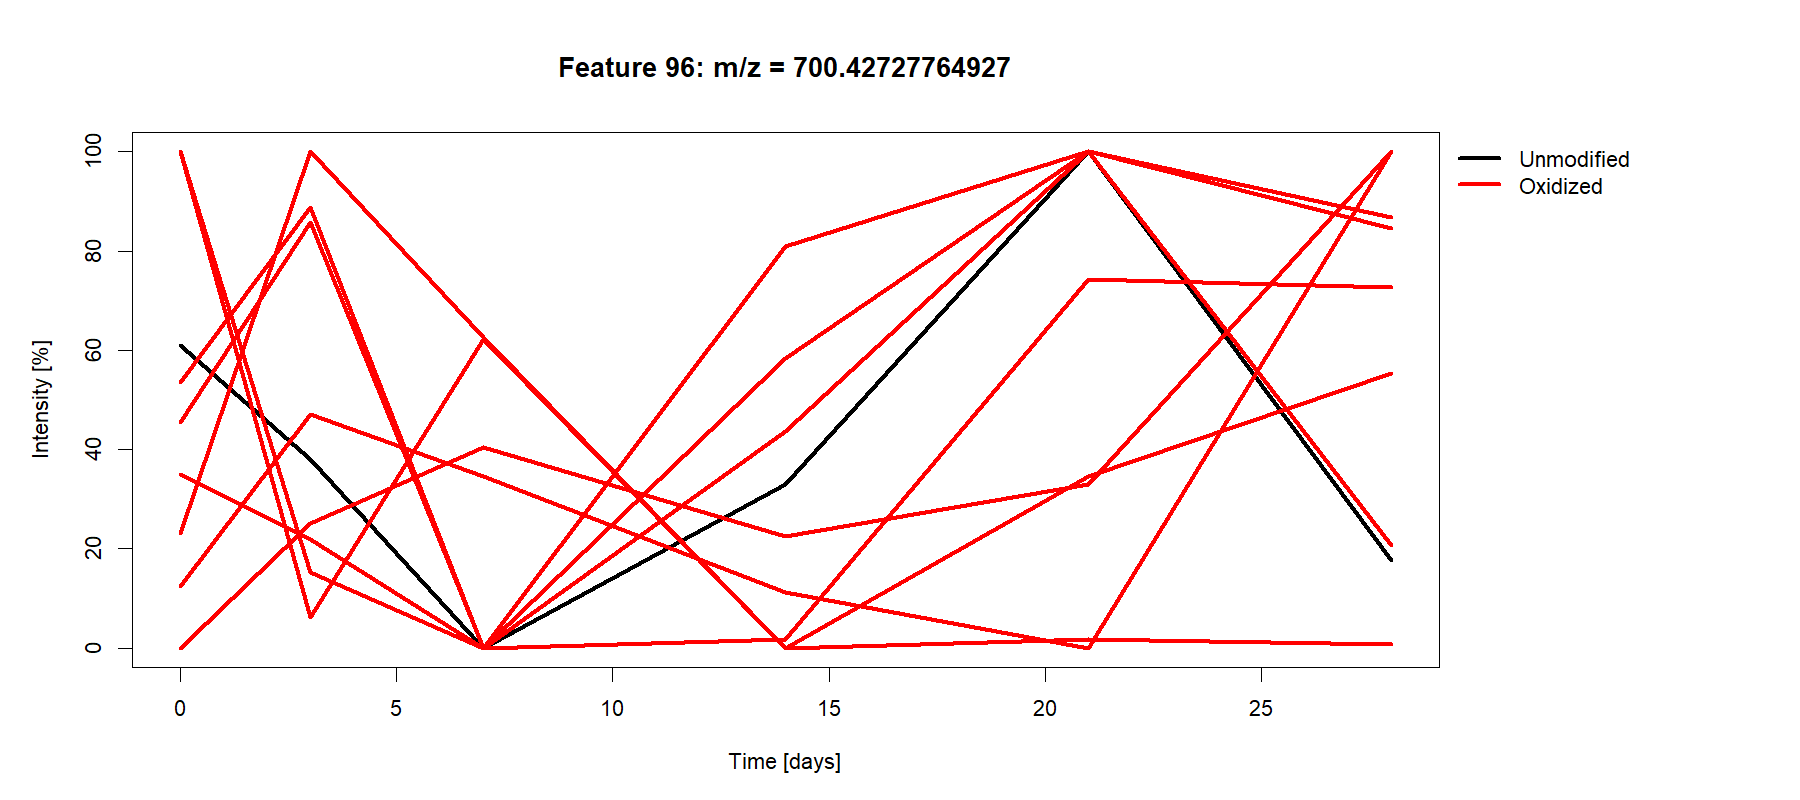 Feature 96: m/z = 700.42727764927
Unmodified
Oxidized
Intensity [%]
100
80
60
40
20
0
0 5 10 15 20 25
Time [days]